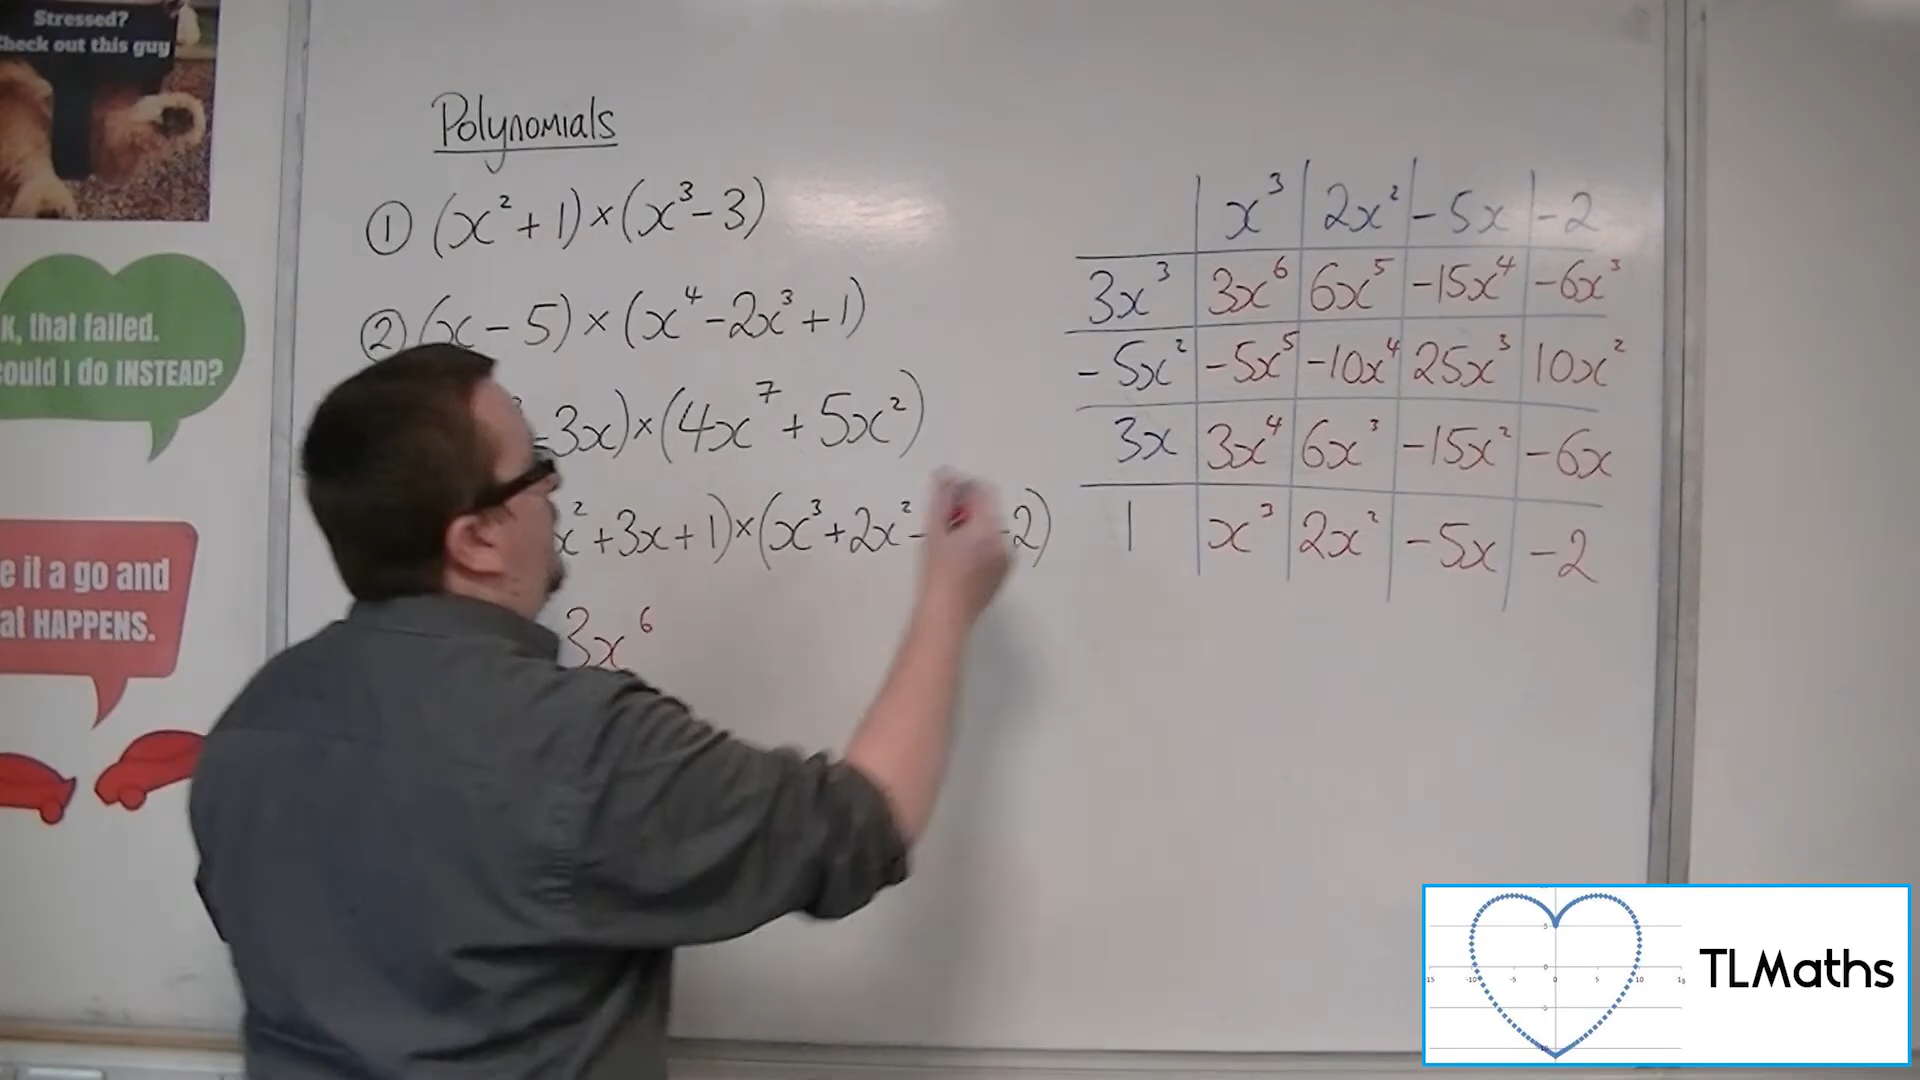 Stressed?
Check out this guy
K, that failed.
ould I do INSTEAD?
e it a go and
at HAPPENS.
Polynomials
① (x² + 1) × (x³ - 3)
② (x - 5) × (x⁴ - 2x³ + 1)
- 3x) × (4x⁷ + 5x²)
x² + 3x + 1) × (x³ + 2x² - - 2)
3x⁶
x³ 2x² - 5x - 2
3x³ 3x⁶ 6x⁵ -15x⁴ -6x³
-5x² -5x⁵ -10x⁴ 25x³ 10x²
3x 3x⁴ 6x³ -15x² -6x
1 x³ 2x² -5x -2
TLMaths